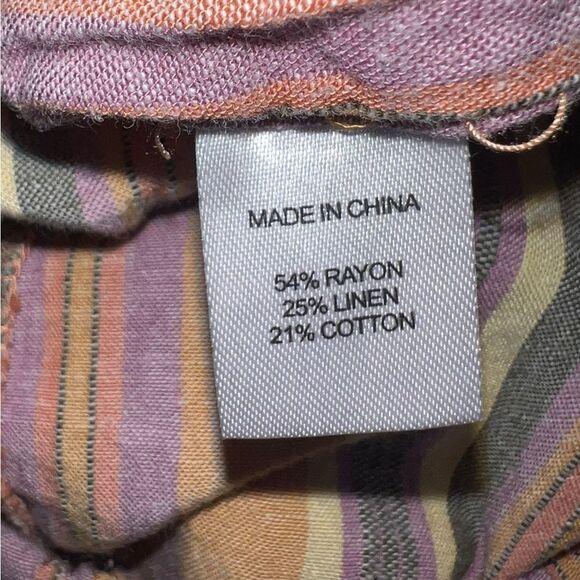 MADE IN CHINA
54% RAYON
25% LINEN
21% COTTON